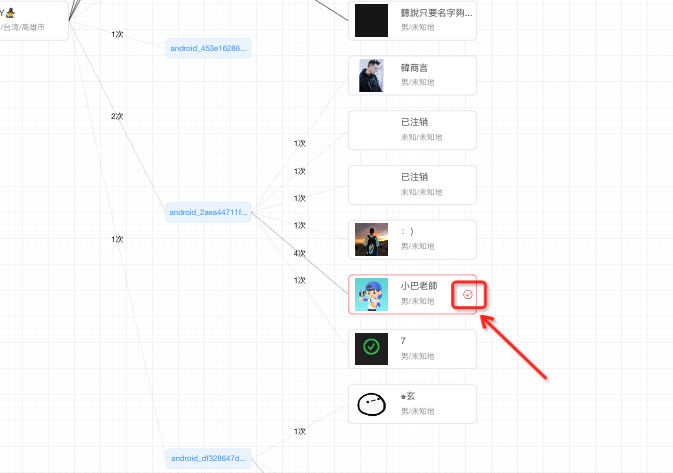 Y
/台湾/高雄市
1次
android_453e16286...
2次
1次
android_2aea44711f...
android_df328647d...
1次
1次
1次
1次
4次
1次
1次
聽說只要名字夠...
男/未知地
韓商言
男/未知地
已注销
未知/未知地
已注销
未知/未知地
：）
男/未知地
小巴老師
男/未知地
7
男/未知地
玄
男/未知地